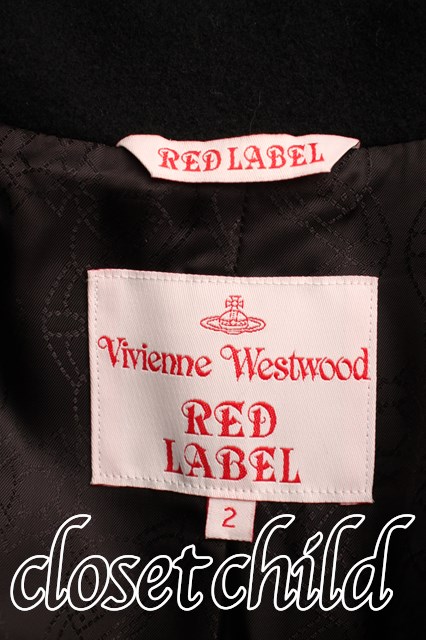 RED LABEL
Vivienne Westwood
RED
LABEL
2
closet child